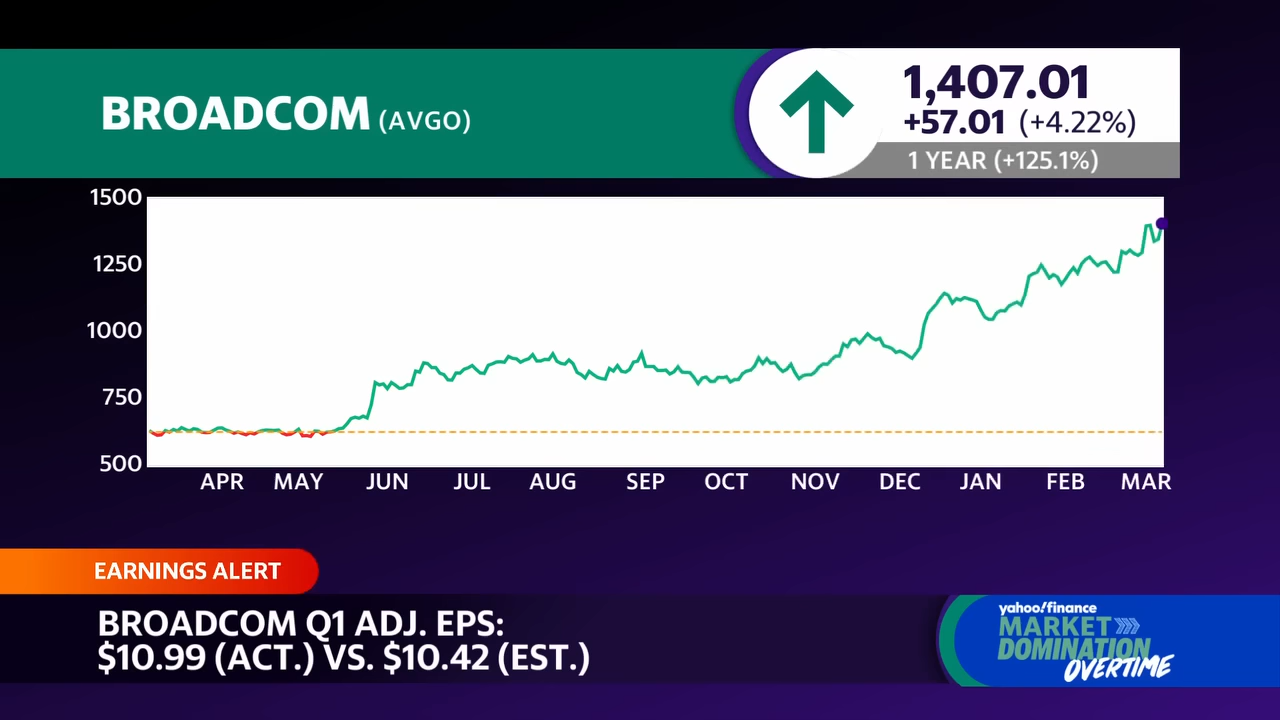 BROADCOM (AVGO)
1,407.01
+57.01 (+4.22%)
1 YEAR (+125.1%)
1500
1250
1000
750
500
APR MAY JUN JUL AUG SEP OCT NOV DEC JAN FEB MAR
EARNINGS ALERT
BROADCOM Q1 ADJ. EPS:
$10.99 (ACT.) VS. $10.42 (EST.)
yahoo!finance
MARKET
DOMINATION
OVERTIME